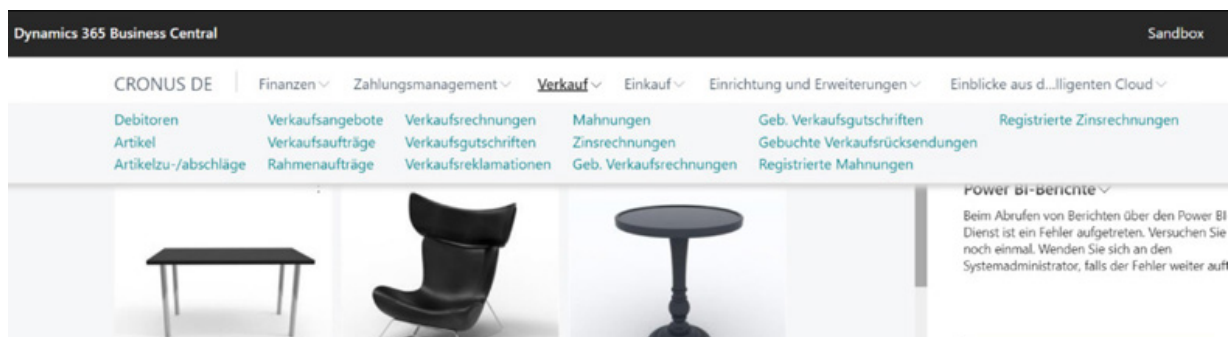 Dynamics 365 Business Central Sandbox
CRONUS DE Finanzen Zahlungsmanagement Verkauf Einkauf Einrichtung und Erweiterungen Einblicke aus d...lligenten Cloud
Debitoren Verkaufsangebote Verkaufsrechnungen Mahnungen Geb. Verkaufsgutschriften Registrierte Zinsrechnungen
Artikel Verkaufsaufträge Verkaufsgutschriften Zinsrechnungen Gebuchte Verkaufsrücksendungen
Artikelzu-/abschläge Rahmenaufträge Verkaufsreklamationen Geb. Verkaufsrechnungen Registrierte Mahnungen
Power BI-Berichte
Beim Abrufen von Berichten über den Power BI
Dienst ist ein Fehler aufgetreten. Versuchen Sie
noch einmal. Wenden Sie sich an den
Systemadministrator, falls der Fehler weiter auft